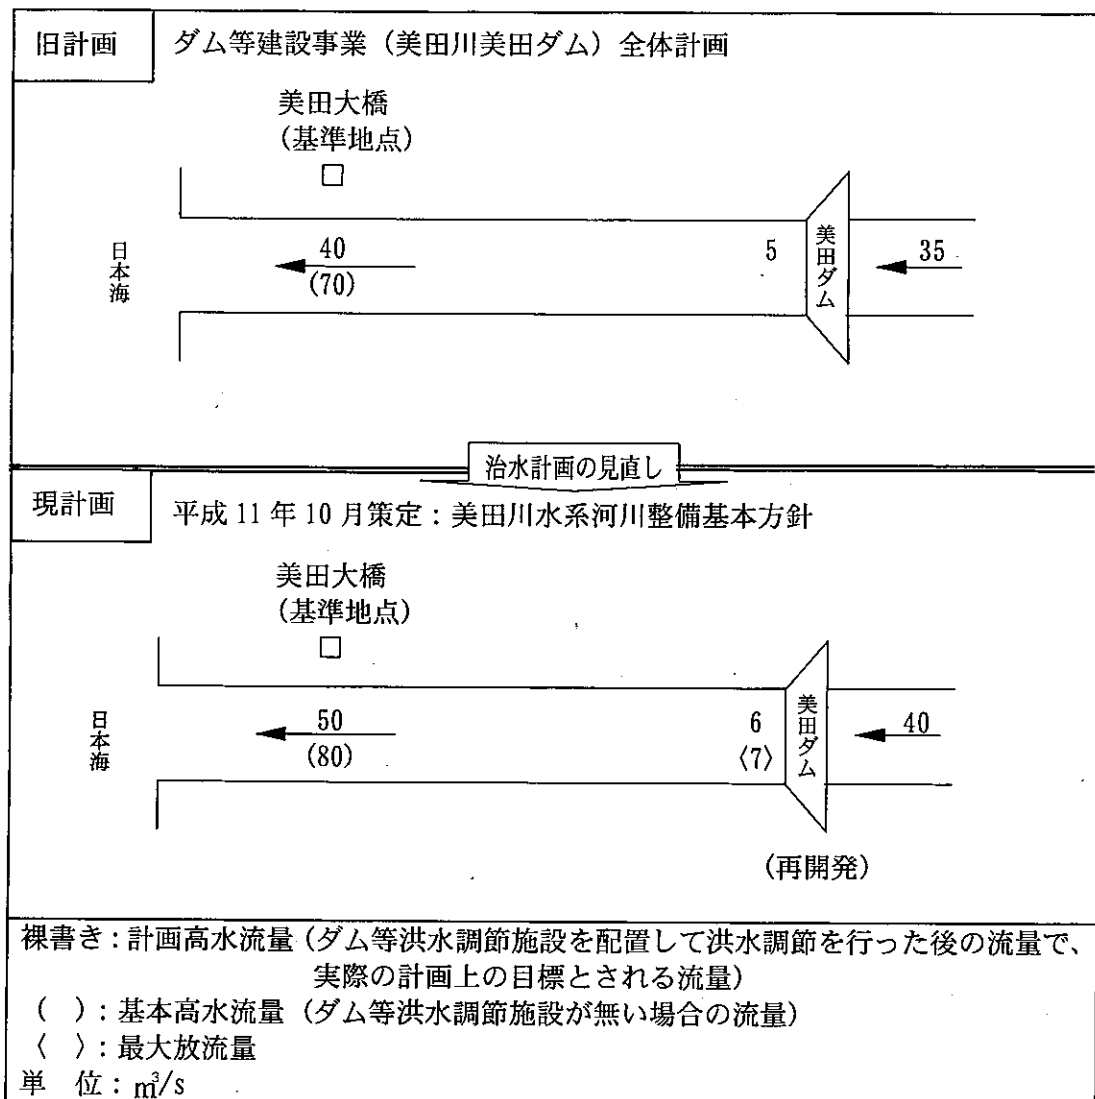 旧計画
ダム等建設事業（美田川美田ダム）全体計画
美田大橋
（基準地点）
日本海
40
(70)
5
美田ダム
35
治水計画の見直し
現計画
平成 11 年 10 月策定：美田川水系河川整備基本方針
美田大橋
（基準地点）
日本海
50
(80)
6
〈7〉
美田ダム
40
（再開発）
裸書き：計画高水流量（ダム等洪水調節施設を配置して洪水調節を行った後の流量で、
実際の計画上の目標とされる流量）
（　）：基本高水流量（ダム等洪水調節施設が無い場合の流量）
〈　〉：最大放流量
単　位：m³/s